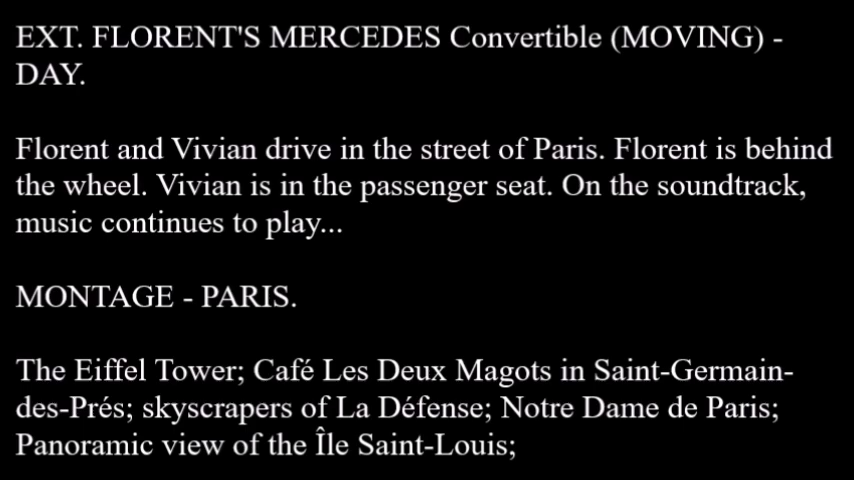 EXT. FLORENT'S MERCEDES Convertible (MOVING) -
DAY.
Florent and Vivian drive in the street of Paris. Florent is behind
the wheel. Vivian is in the passenger seat. On the soundtrack,
music continues to play...
MONTAGE - PARIS.
The Eiffel Tower; Café Les Deux Magots in Saint-Germain-
des-Prés; skyscrapers of La Défense; Notre Dame de Paris;
Panoramic view of the Île Saint-Louis;